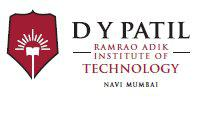 D Y PATIL
RAMRAO ADIK
INSTITUTE OF
TECHNOLOGY
NAVI MUMBAI